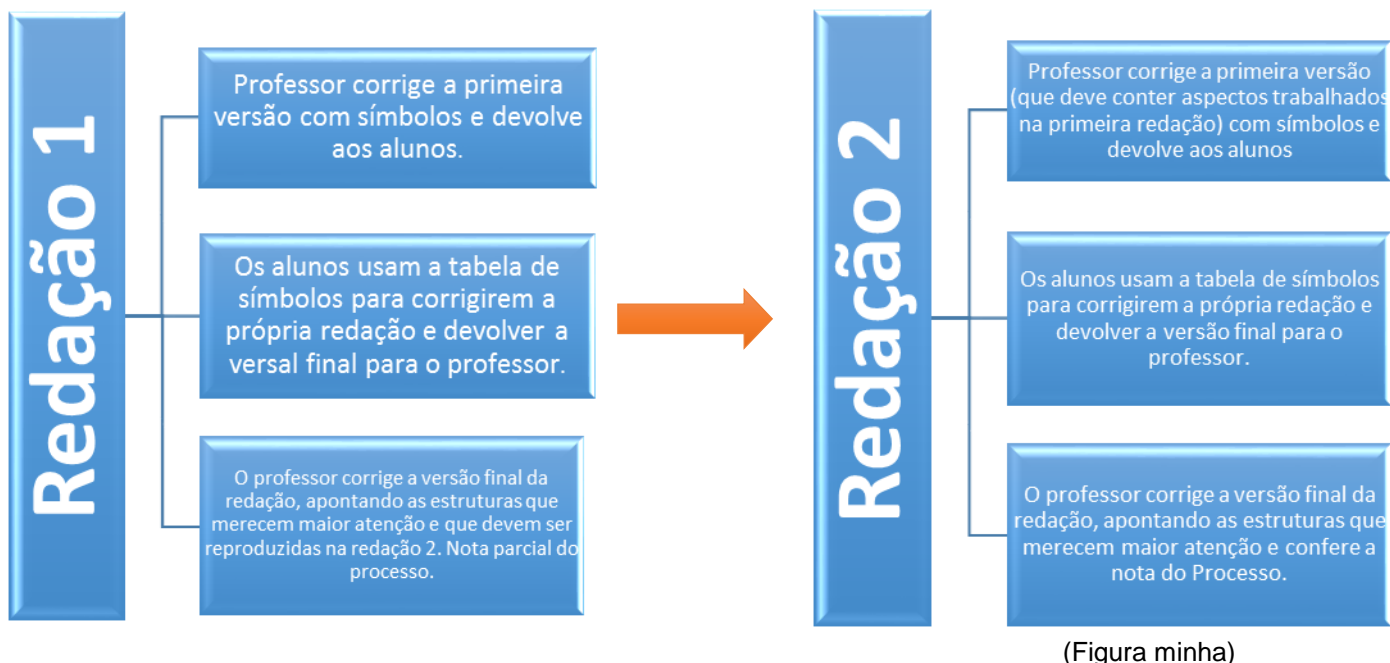 Redação 1
Professor corrige a primeira
versão com símbolos e devolve
aos alunos.
Os alunos usam a tabela de
símbolos para corrigirem a
própria redação e devolver a
versal final para o professor.
O professor corrige a versão final da
redação, apontando as estruturas que
merecem maior atenção e que devem ser
reproduzidas na redação 2. Nota parcial do
processo.
Redação 2
Professor corrige a primeira versão
(que deve conter aspectos trabalhados
na primeira redação) com símbolos e
devolve aos alunos
Os alunos usam a tabela de símbolos
para corrigirem a própria redação e
devolver a versão final para o
professor.
O professor corrige a versão final da
redação, apontando as estruturas que
merecem maior atenção e confere a
nota do Processo.
(Figura minha)